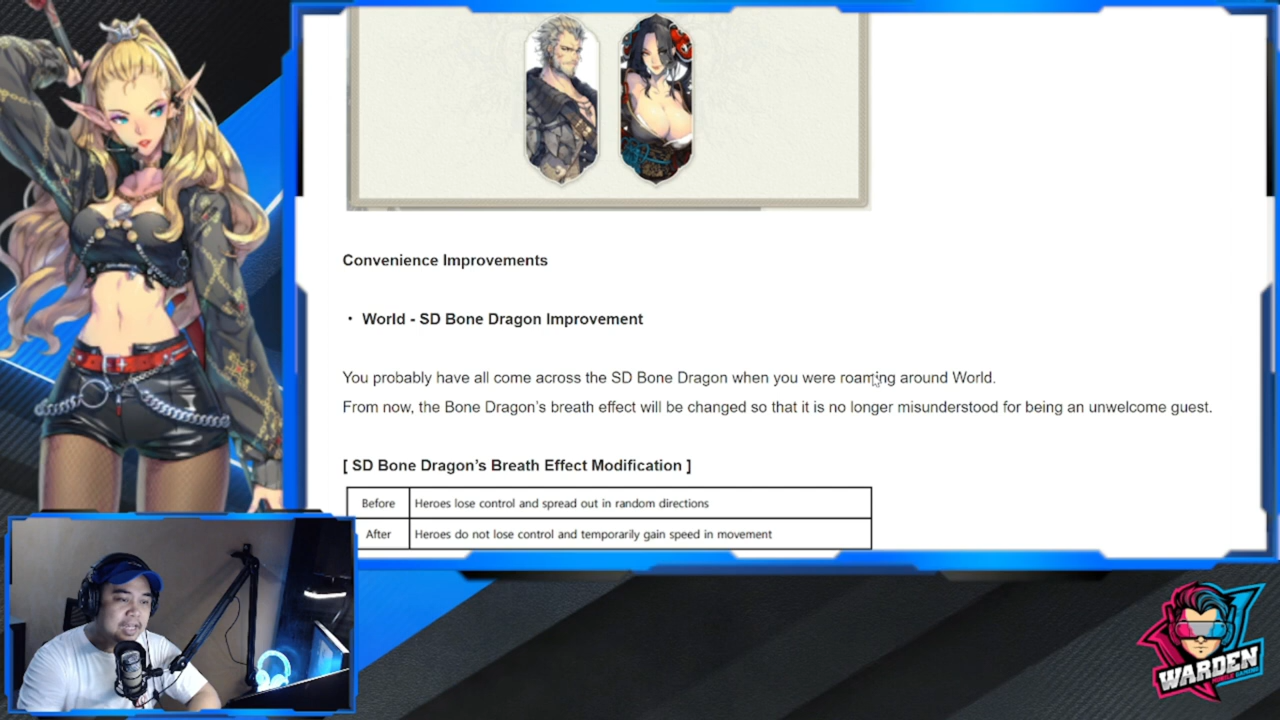 Convenience Improvements
· World - SD Bone Dragon Improvement
You probably have all come across the SD Bone Dragon when you were roaming around World.
From now, the Bone Dragon's breath effect will be changed so that it is no longer misunderstood for being an unwelcome guest.
[ SD Bone Dragon's Breath Effect Modification ]
Before Heroes lose control and spread out in random directions
After Heroes do not lose control and temporarily gain speed in movement
WARDEN
MOBILE GAMING